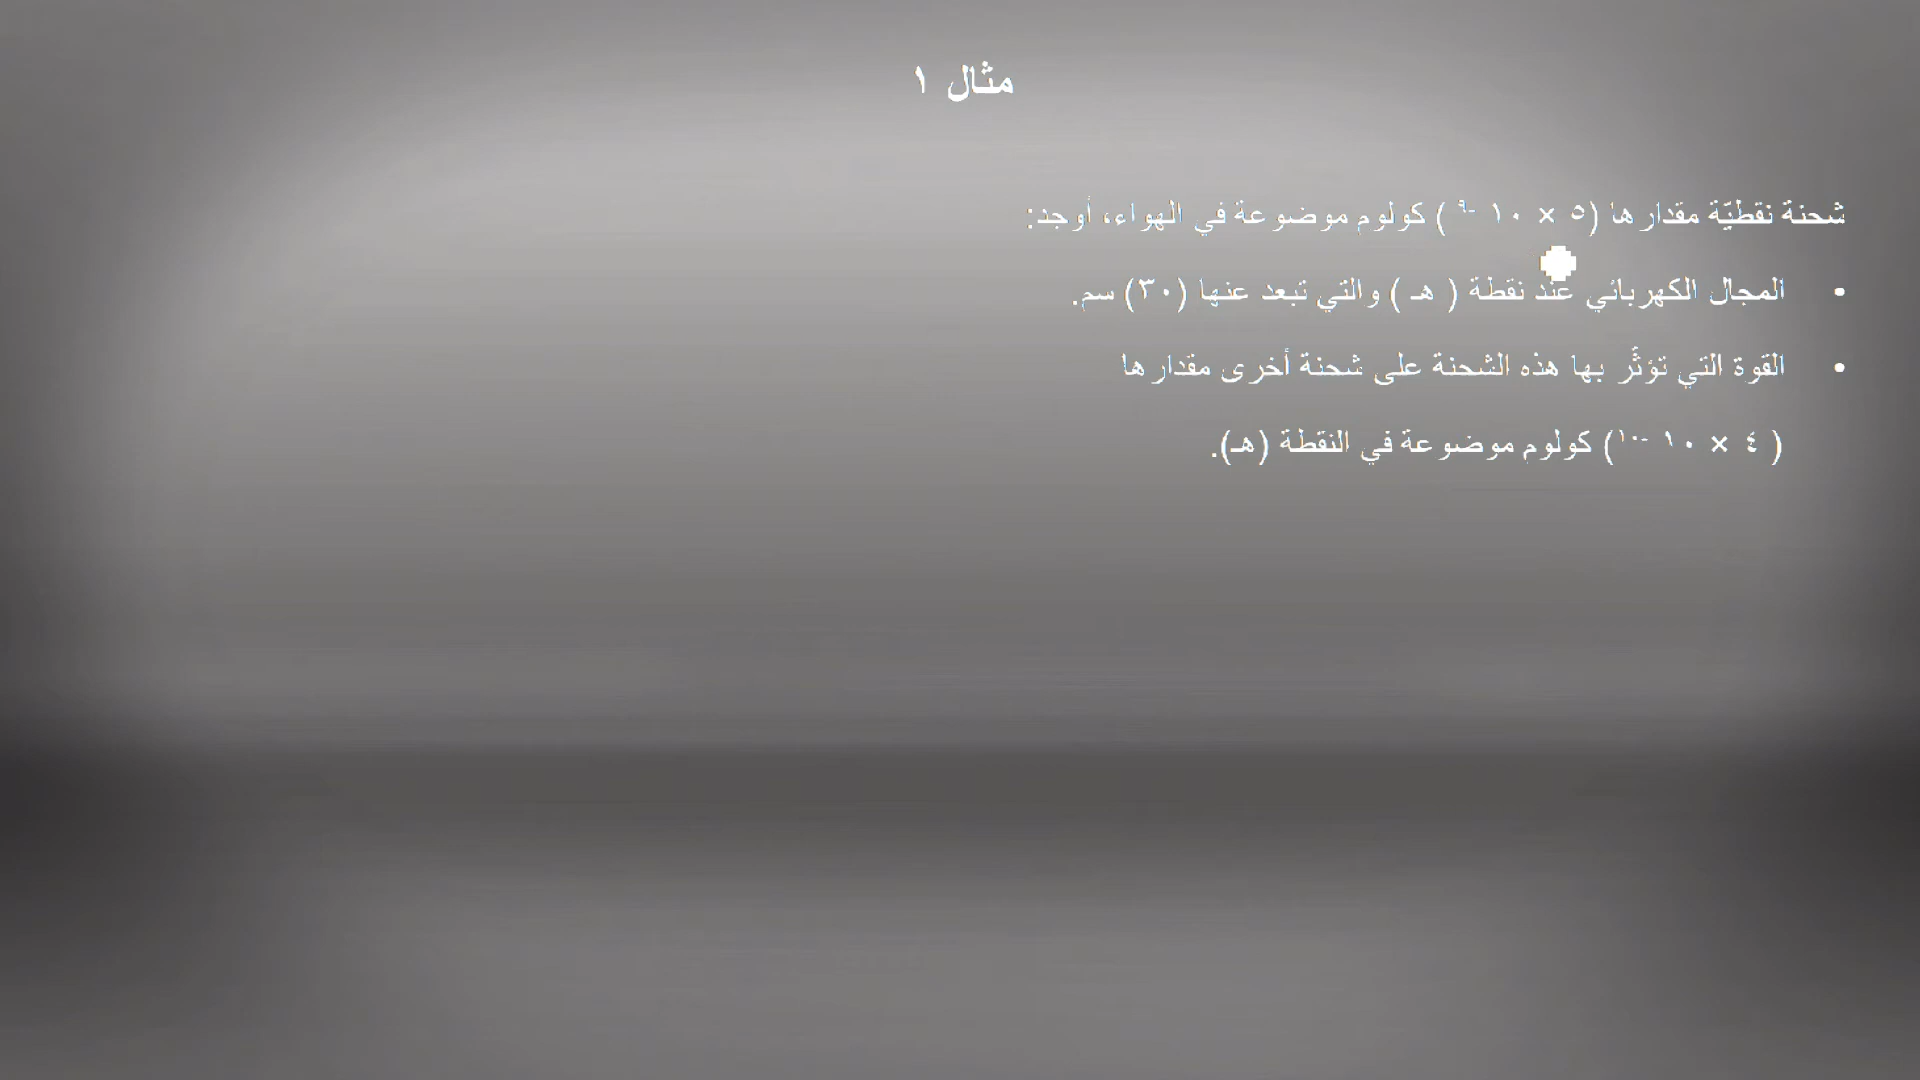 مثال ١
شحنة نقطيّة مقدارها (٥ × ١٠ ⁻⁹ ) كولوم موضوعة في الهواء، أوجد:
• المجال الكهربائي عند نقطة ( هـ ) والتي تبعد عنها (٣٠) سم.
• القوة التي تؤثّر بها هذه الشحنة على شحنة أخرى مقدارها
( ٤ × ١٠ ⁻¹⁰) كولوم موضوعة في النقطة (هـ).